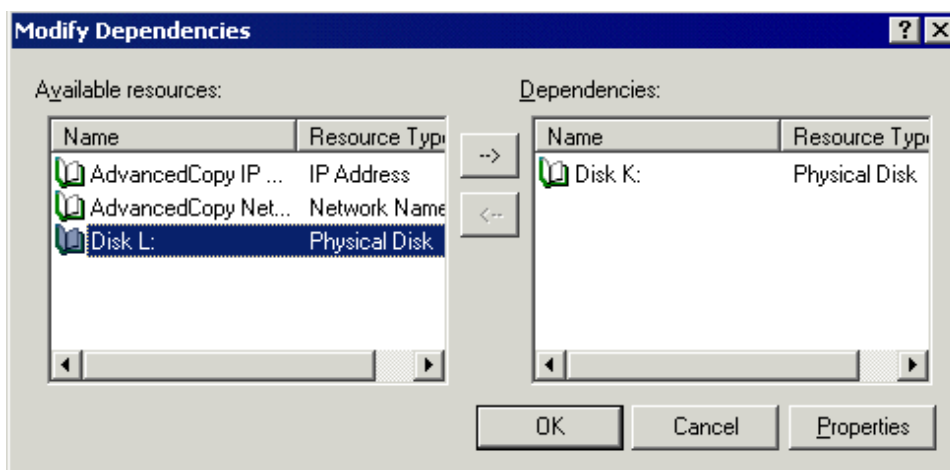 Modify Dependencies
Available resources:
Name Resource Typ
AdvancedCopy IP ... IP Address
AdvancedCopy Net... Network Name
Disk L: Physical Disk
-->
<--
Dependencies:
Name Resource Typ
Disk K: Physical Disk
OK Cancel Properties